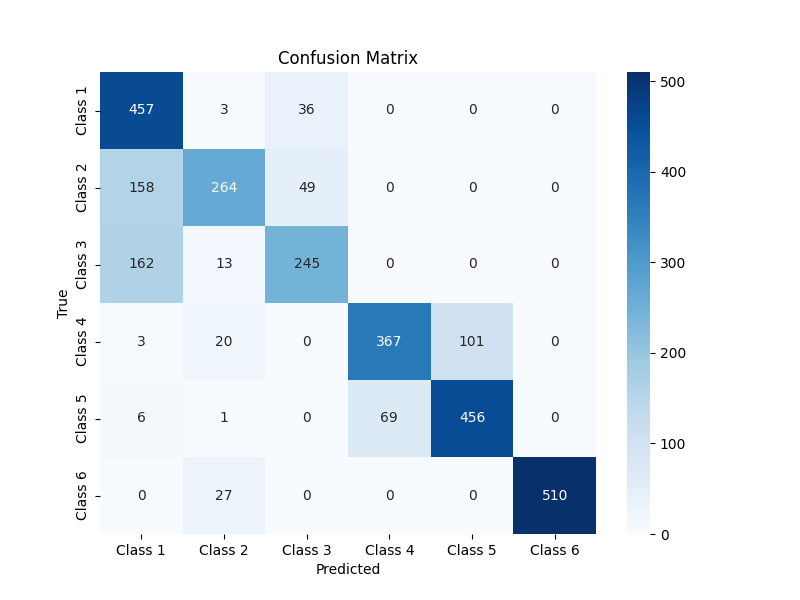 Confusion Matrix
Class 1 457 3 36 0 0 0
Class 2 158 264 49 0 0 0
Class 3 162 13 245 0 0 0
Class 4 3 20 0 367 101 0
Class 5 6 1 0 69 456 0
Class 6 0 27 0 0 0 510
True
Class 1 Class 2 Class 3 Class 4 Class 5 Class 6
Predicted
500
400
300
200
100
0